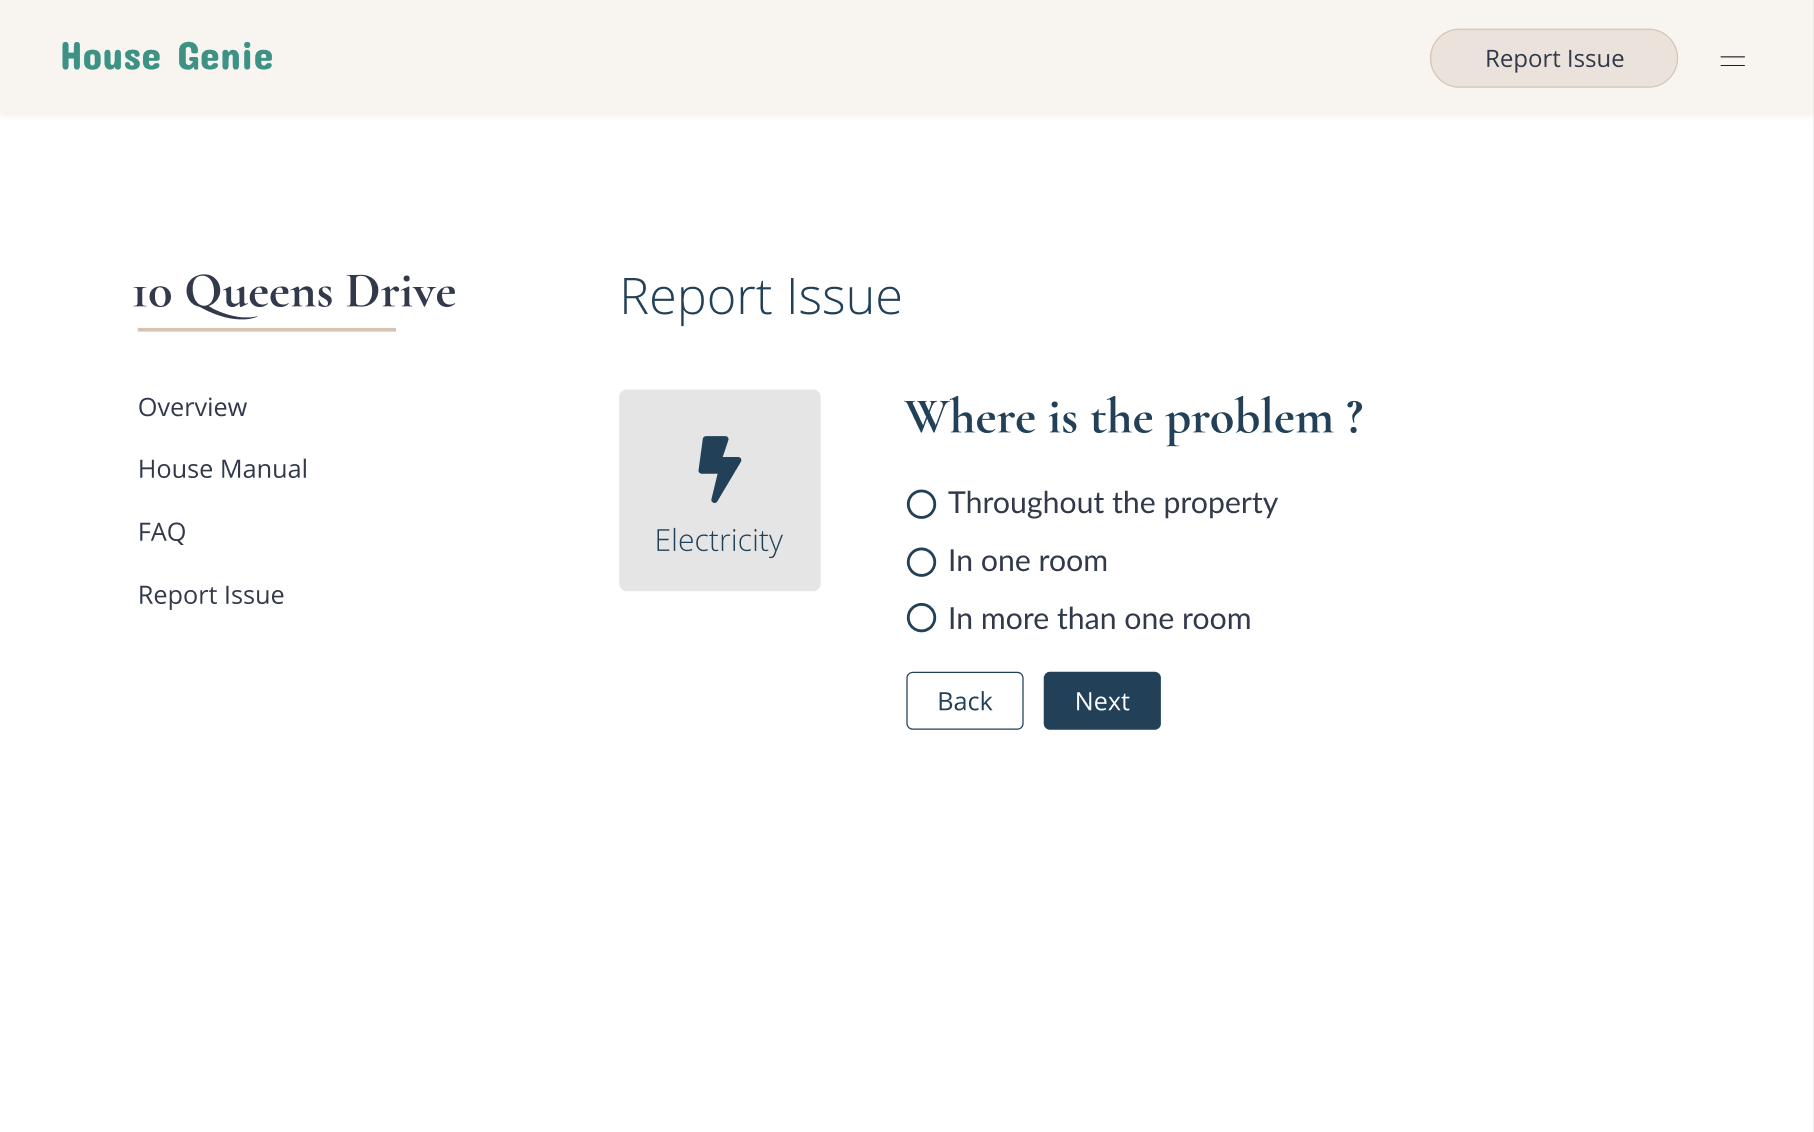 House Genie
Report Issue
10 Queens Drive
Overview
House Manual
FAQ
Report Issue
Report Issue
Electricity
Where is the problem ?
Throughout the property
In one room
In more than one room
Back
Next